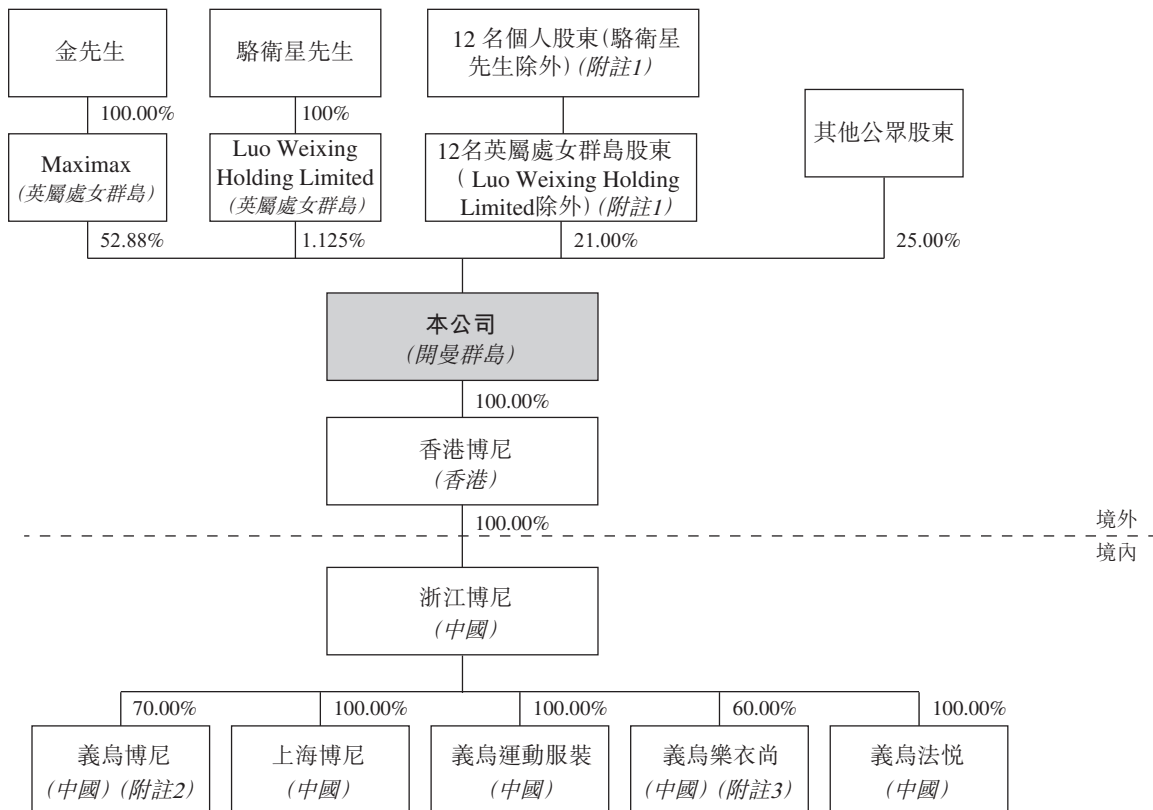 金先生
駱衛星先生
12 名個人股東(駱衛星
先生除外)(附註1)
其他公眾股東
100.00%
100%
Maximax
(英屬處女群島)
Luo Weixing
Holding Limited
(英屬處女群島)
12名英屬處女群島股東
( Luo Weixing Holding
Limited除外)(附註1)
52.88%
1.125%
21.00%
25.00%
本公司
(開曼群島)
100.00%
香港博尼
(香港)
100.00%
境外
境內
浙江博尼
(中國)
70.00%
100.00%
100.00%
60.00%
100.00%
義烏博尼
(中國)(附註2)
上海博尼
(中國)
義烏運動服裝
(中國)
義烏樂衣尚
(中國)(附註3)
義烏法悦
(中國)